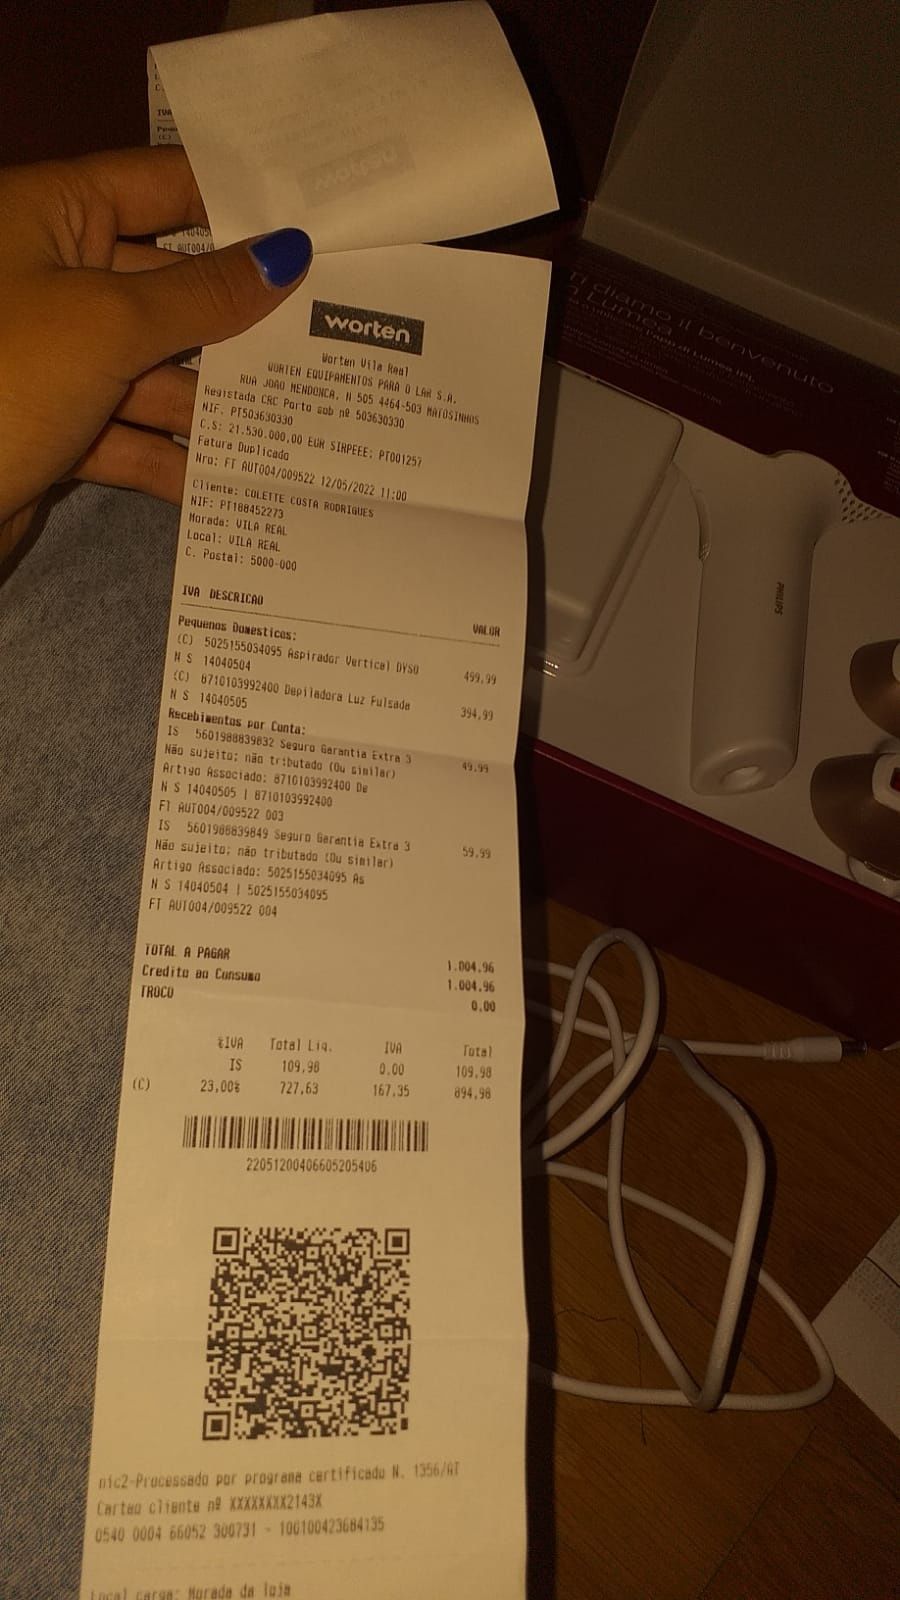 worten
Worten Vila Real
WORTEN EQUIPAMENTOS PARA O LAR S.A.
RUA JOAO MENDONCA, N 505 4464-503 MATOSINHOS
Registada CRC Porto sob nº 503630330
NIF: PT503630330
C.S: 21.530.000,00 EUR SIRPEEE: PT001257
Fatura Duplicado
Nro: FT AUT004/009522 12/05/2022 11:00
Cliente: COLETTE COSTA RODRIGUES
NIF: PT188452273
Morada: VILA REAL
Local: VILA REAL
C. Postal: 5000-000
IVA DESCRICAO VALOR
Pequenos Domesticos:
(C) 5025155034095 Aspirador Vertical DYSO 499,99
N S 14040504
(C) 8710103992400 Depiladora Luz Pulsada 394,99
N S 14040505
Recebimentos por Conta:
IS 5601988839832 Seguro Garantia Extra 3 49,99
Não sujeito; não tributado (Ou similar)
Artigo Associado: 8710103992400 De
N S 14040505 | 8710103992400
FT AUT004/009522 003
IS 5601988839849 Seguro Garantia Extra 3 59,99
Não sujeito; não tributado (Ou similar)
Artigo Associado: 5025155034095 As
N S 14040504 | 5025155034095
FT AUT004/009522 004
TOTAL A PAGAR 1.004,96
Credito ao Consumo 1.004,96
TROCO 0,00
%IVA Total Liq. IVA Total
IS 109,98 0.00 109,98
(C) 23,00% 727,63 167,35 894,98
22051200406605205406
nic2-Processado por programa certificado N. 1356/AT
Cartao cliente nº XXXXXXXX2143X
0540 0004 66052 300731 - 100100423684135
Local carga: Morada da loja
Ti diamo il benvenuto
Lumea
PHILIPS